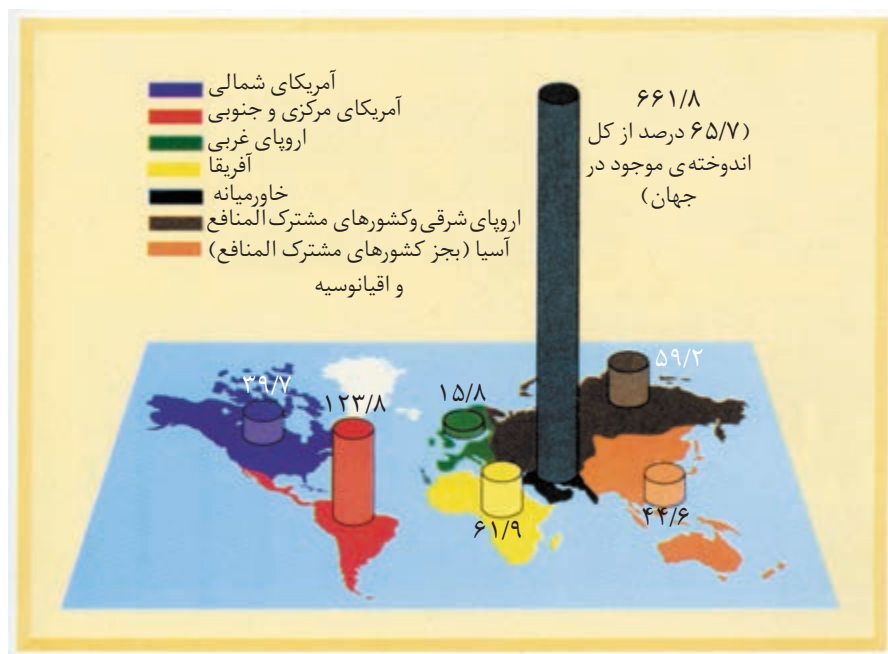 آمریکای شمالی
آمریکای مرکزی و جنوبی
اروپای غربی
آفریقا
خاورمیانه
اروپای شرقی وکشورهای مشترک المنافع
آسیا (بجز کشورهای مشترک المنافع)
و اقیانوسیه
۶۶۱/۸
(۶۵/۷ درصد از کل
اندوخته‌ی موجود در
جهان)
۵۹/۲
۳۹/۷
۱۵/۸
۱۲۳/۸
۴۴/۶
۶۱/۹